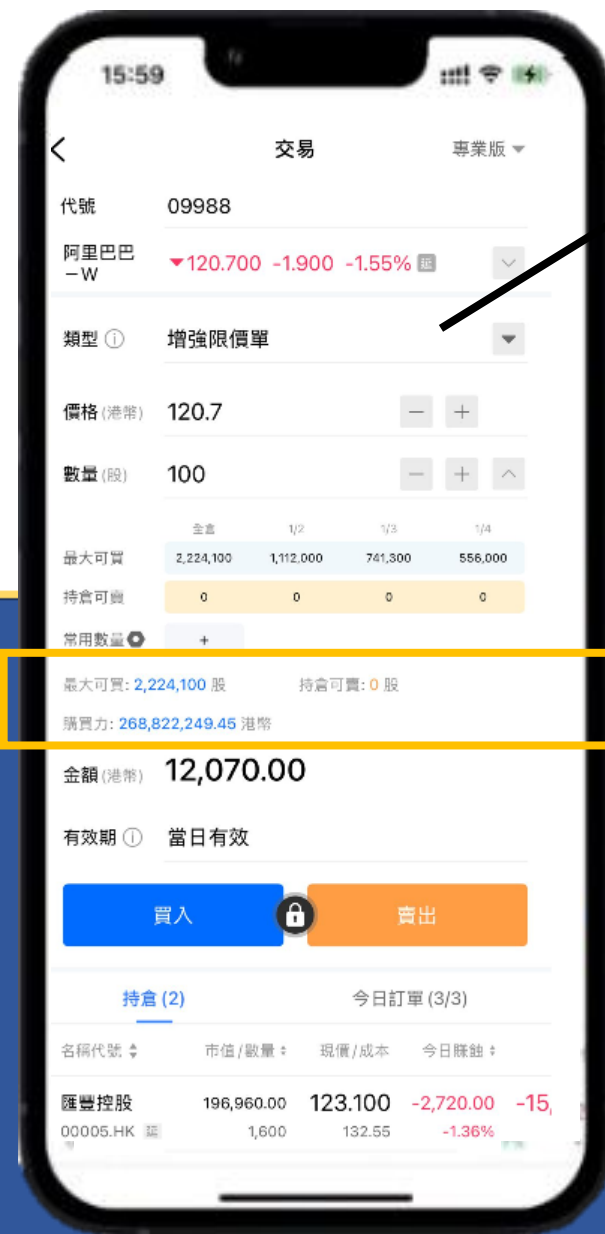 15:59
交易 專業版
代號 09988
阿里巴巴
－W
120.700 -1.900 -1.55% 延
類型 增強限價單
價格(港幣) 120.7
數量(股) 100
全倉 1/2 1/3 1/4
最大可買 2,224,100 1,112,000 741,300 556,000
持倉可賣 0 0 0 0
常用數量 +
最大可買: 2,224,100 股 持倉可賣: 0 股
購買力: 268,822,249.45 港幣
金額(港幣) 12,070.00
有效期 當日有效
買入 賣出
持倉 (2) 今日訂單 (3/3)
名稱代號 市值/數量 現價/成本 今日賺蝕
匯豐控股 196,960.00 123.100 -2,720.00 -15,
00005.HK 延 1,600 132.55 -1.36%